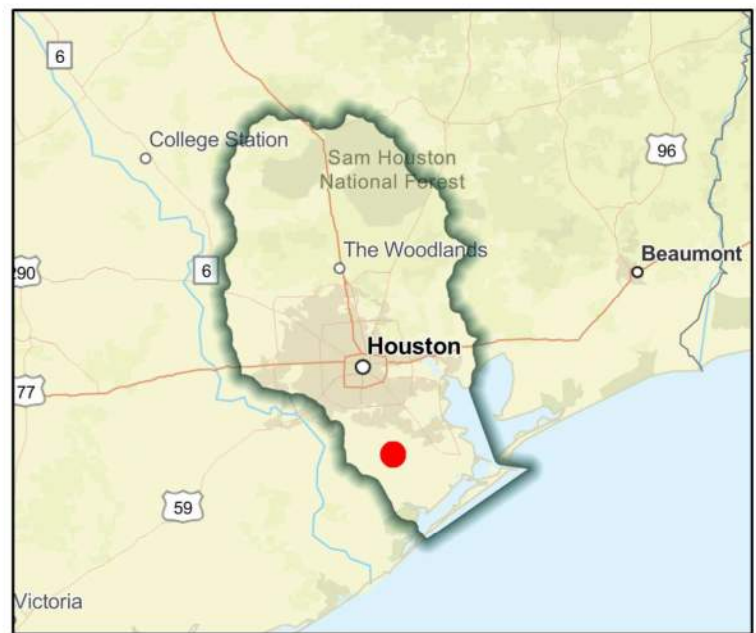 6
College Station
Sam Houston
National Forest
96
The Woodlands
290
6
Beaumont
Houston
77
59
Victoria